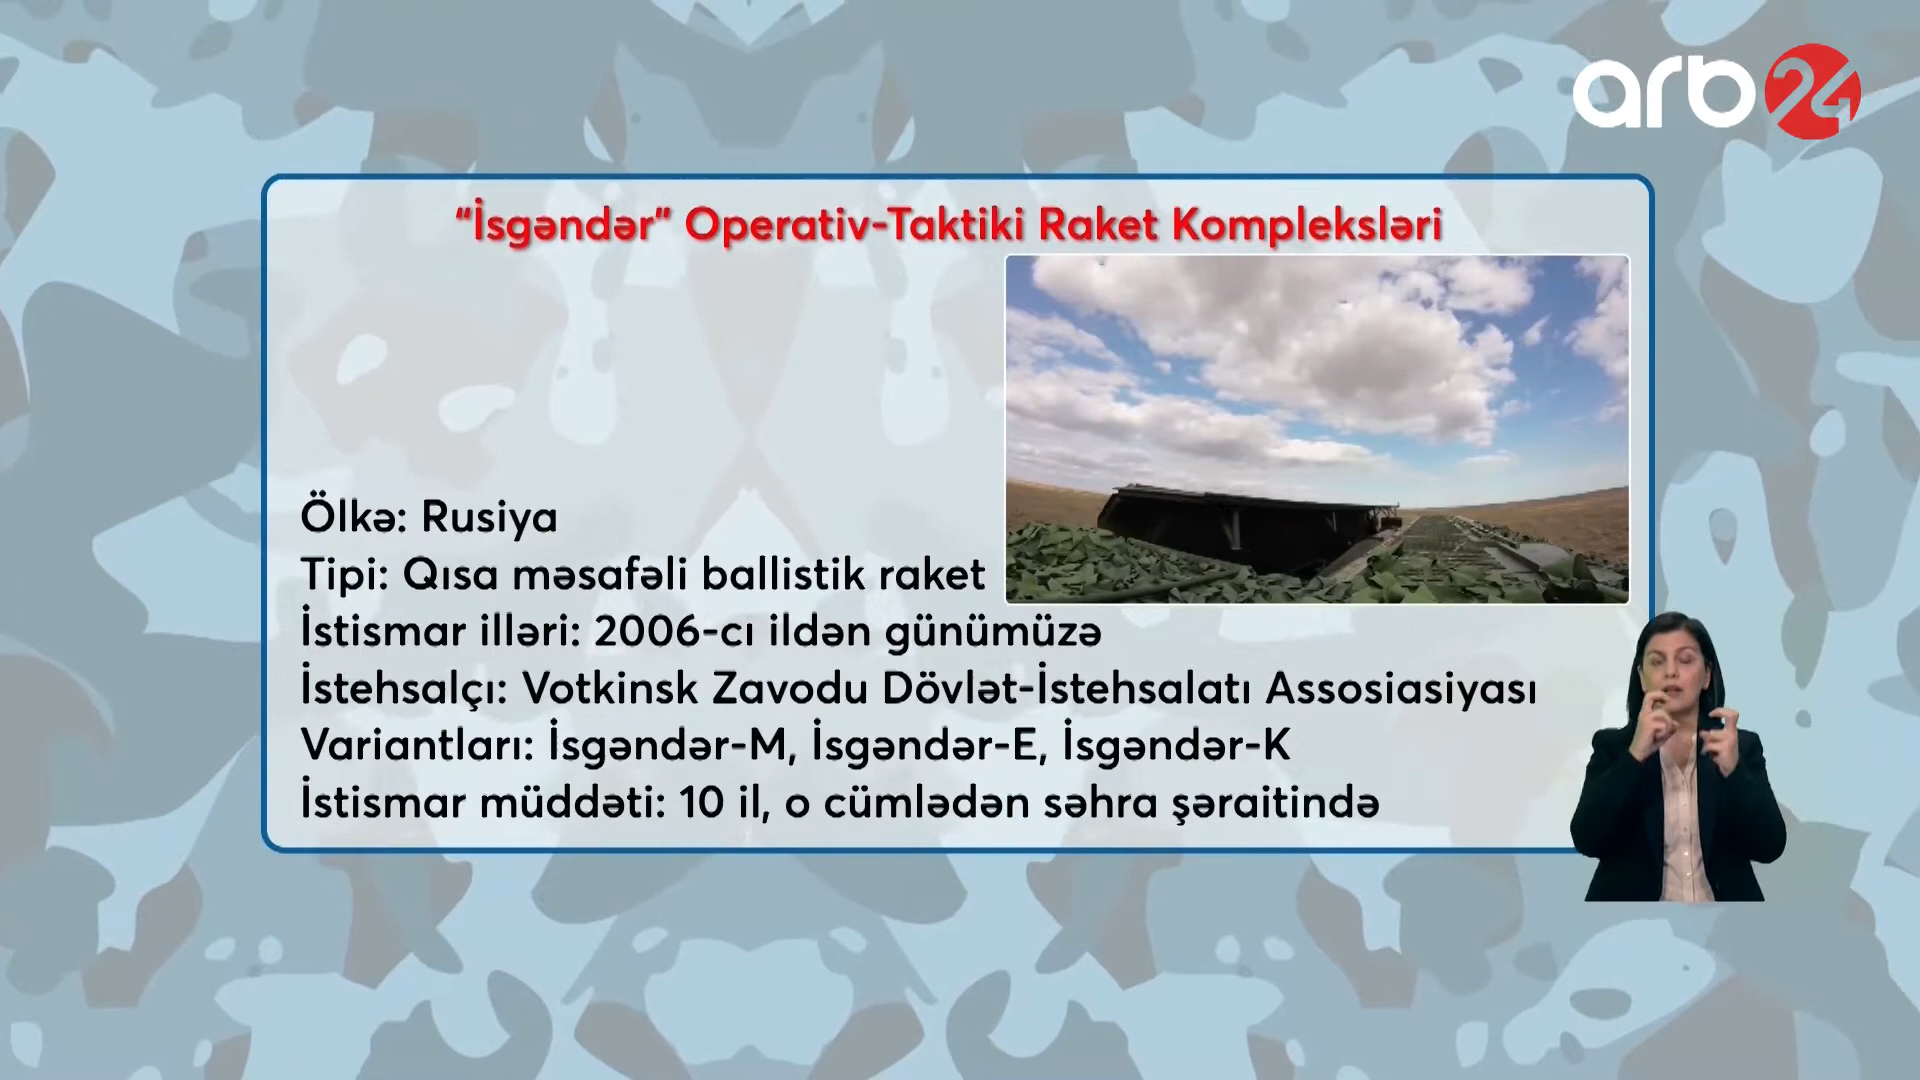 arb24
“İsgəndər” Operativ-Taktiki Raket Kompleksləri
Ölkə: Rusiya
Tipi: Qısa məsafəli ballistik raket
İstismar illəri: 2006-cı ildən günümüzə
İstehsalçı: Votkinsk Zavodu Dövlət-İstehsalatı Assosiasiyası
Variantları: İsgəndər-M, İsgəndər-E, İsgəndər-K
İstismar müddəti: 10 il, o cümlədən səhra şəraitində